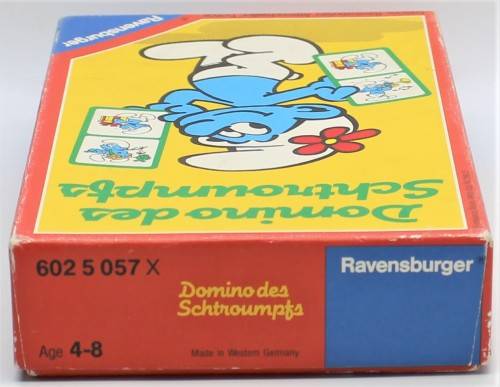 Ravensburger
Domino des
Schtroumpfs
602 5 057 X
Domino des
Schtroumpfs
Ravensburger
Age 4-8
Made in Western Germany